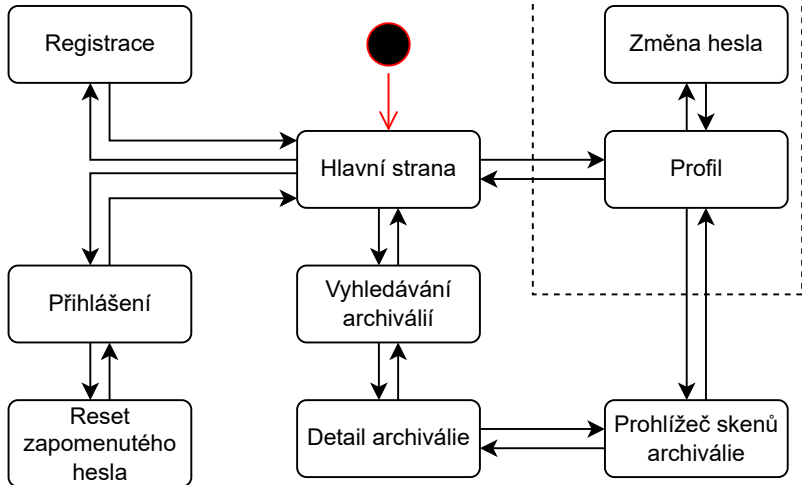 Registrace
Změna hesla
Hlavní strana
Profil
Přihlášení
Vyhledávání
archiválií
Reset
zapomenutého
hesla
Detail archiválie
Prohlížeč skenů
archiválie